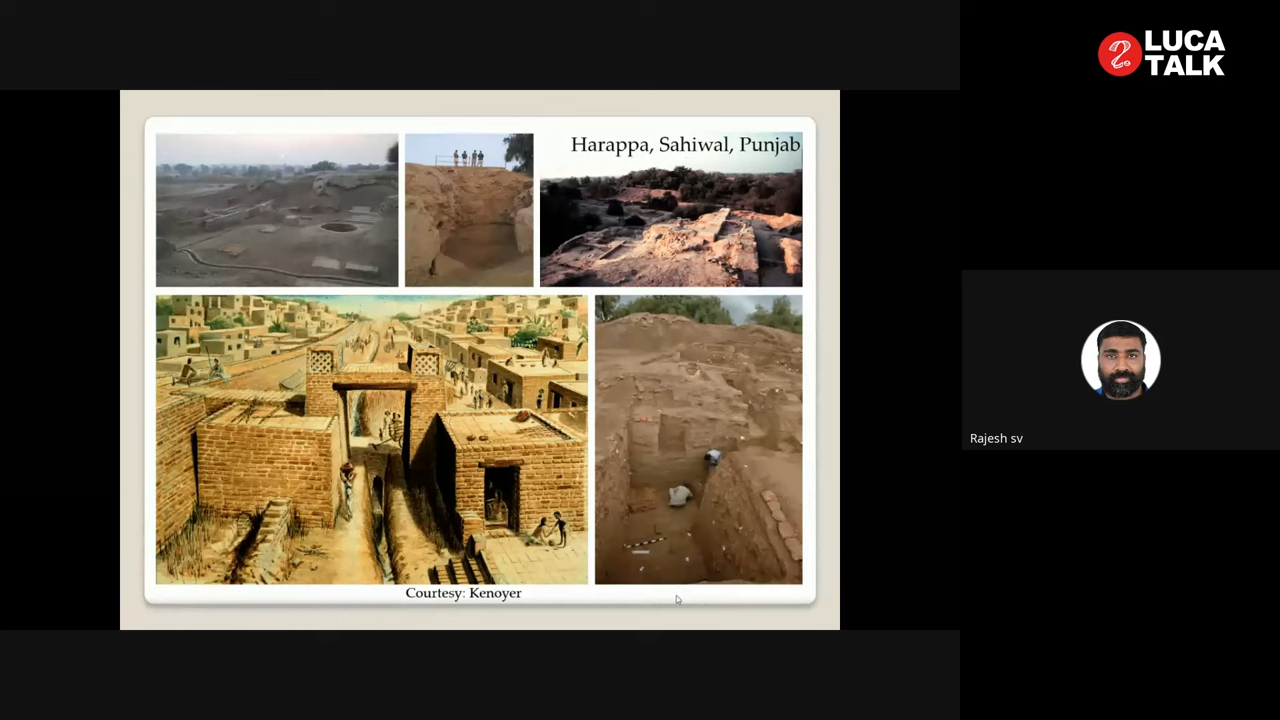 LUCA
TALK
Harappa, Sahiwal, Punjab
Rajesh sv
Courtesy: Kenoyer